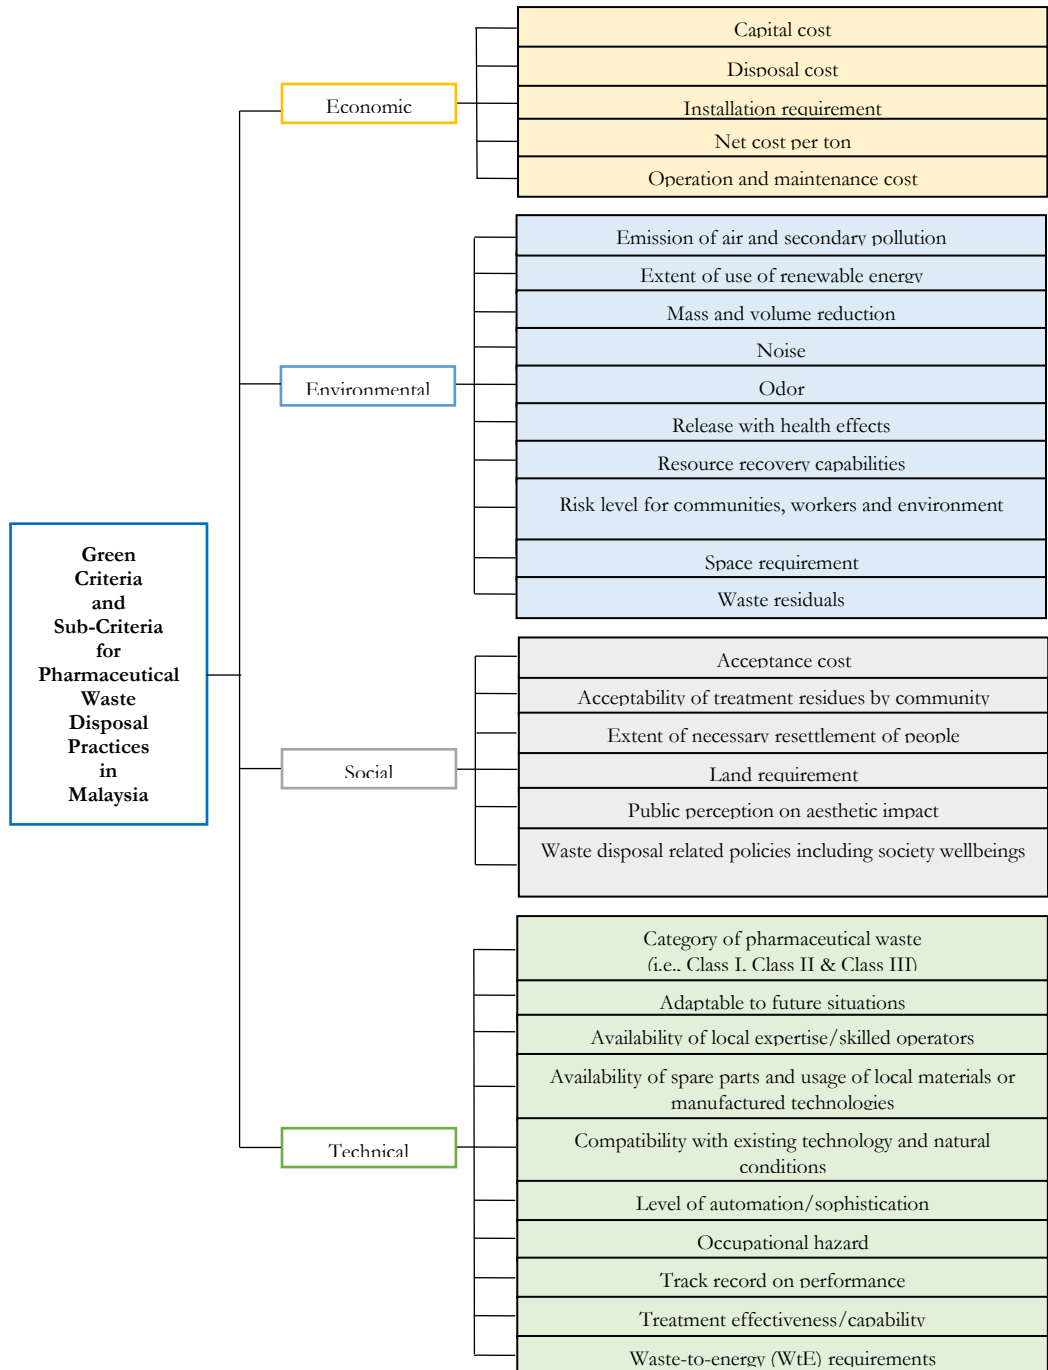 Green
Criteria
and
Sub-Criteria
for
Pharmaceutical
Waste
Disposal
Practices
in
Malaysia
Economic
Capital cost
Disposal cost
Installation requirement
Net cost per ton
Operation and maintenance cost
Environmental
Emission of air and secondary pollution
Extent of use of renewable energy
Mass and volume reduction
Noise
Odor
Release with health effects
Resource recovery capabilities
Risk level for communities, workers and environment
Space requirement
Waste residuals
Social
Acceptance cost
Acceptability of treatment residues by community
Extent of necessary resettlement of people
Land requirement
Public perception on aesthetic impact
Waste disposal related policies including society wellbeings
Technical
Category of pharmaceutical waste
(i.e., Class I, Class II & Class III)
Adaptable to future situations
Availability of local expertise/skilled operators
Availability of spare parts and usage of local materials or
manufactured technologies
Compatibility with existing technology and natural
conditions
Level of automation/sophistication
Occupational hazard
Track record on performance
Treatment effectiveness/capability
Waste-to-energy (WtE) requirements